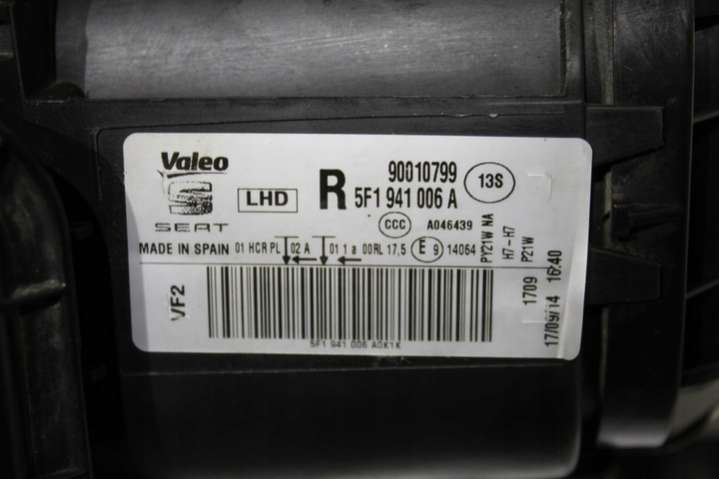 Valeo
SEAT
LHD
R
90010799
5F1 941 006 A
13S
CCC A046439
MADE IN SPAIN 01 HCR PL 02 A 01 1 a 00RL 17,5 E 9 14064
PY21W NA
H7-H7
P21W
1709
17/09/14 16:40
VF2
5F1 941 006 A0K1K